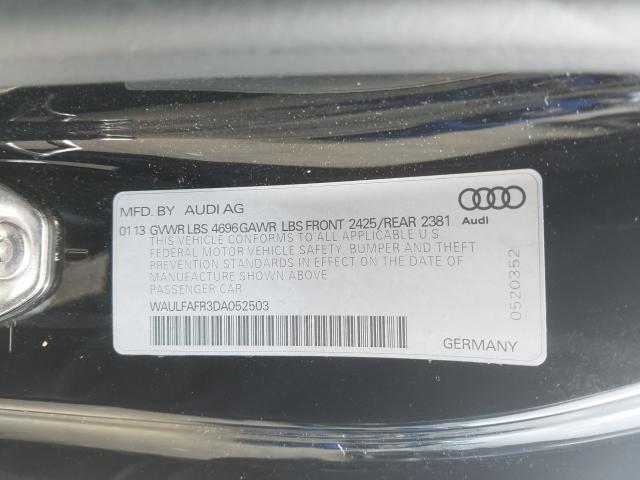 MFD. BY AUDI AG
01 13 GVWR LBS 4696 GAWR LBS FRONT 2425/REAR 2381
THIS VEHICLE CONFORMS TO ALL APPLICABLE U S
FEDERAL MOTOR VEHICLE SAFETY, BUMPER AND THEFT
PREVENTION STANDARDS IN EFFECT ON THE DATE OF
MANUFACTURE SHOWN ABOVE
PASSENGER CAR
WAULFAFR3DA052503
Audi
0520352
GERMANY